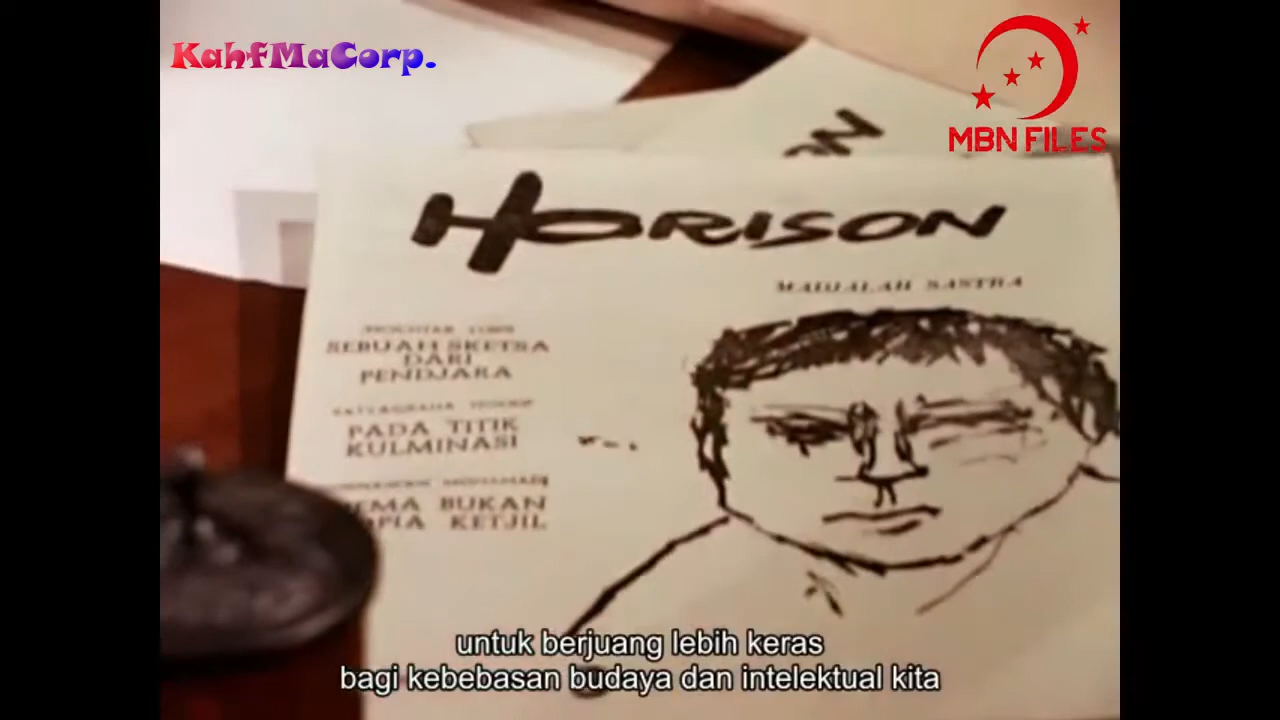 KahfMaCorp.
MBN FILES
HORISON
MADJALAH SASTRA
SEBUAH SKETSA
DARI
PENDJARA
PADA TITIK
KULMINASI
BUKAN
KETJIL
untuk berjuang lebih keras
bagi kebebasan budaya dan intelektual kita